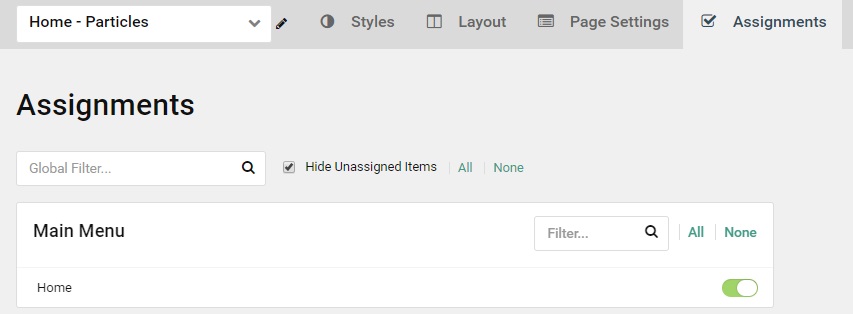 Home - Particles Styles Layout Page Settings Assignments
Assignments
Global Filter... Hide Unassigned Items All None
Main Menu Filter... All None
Home